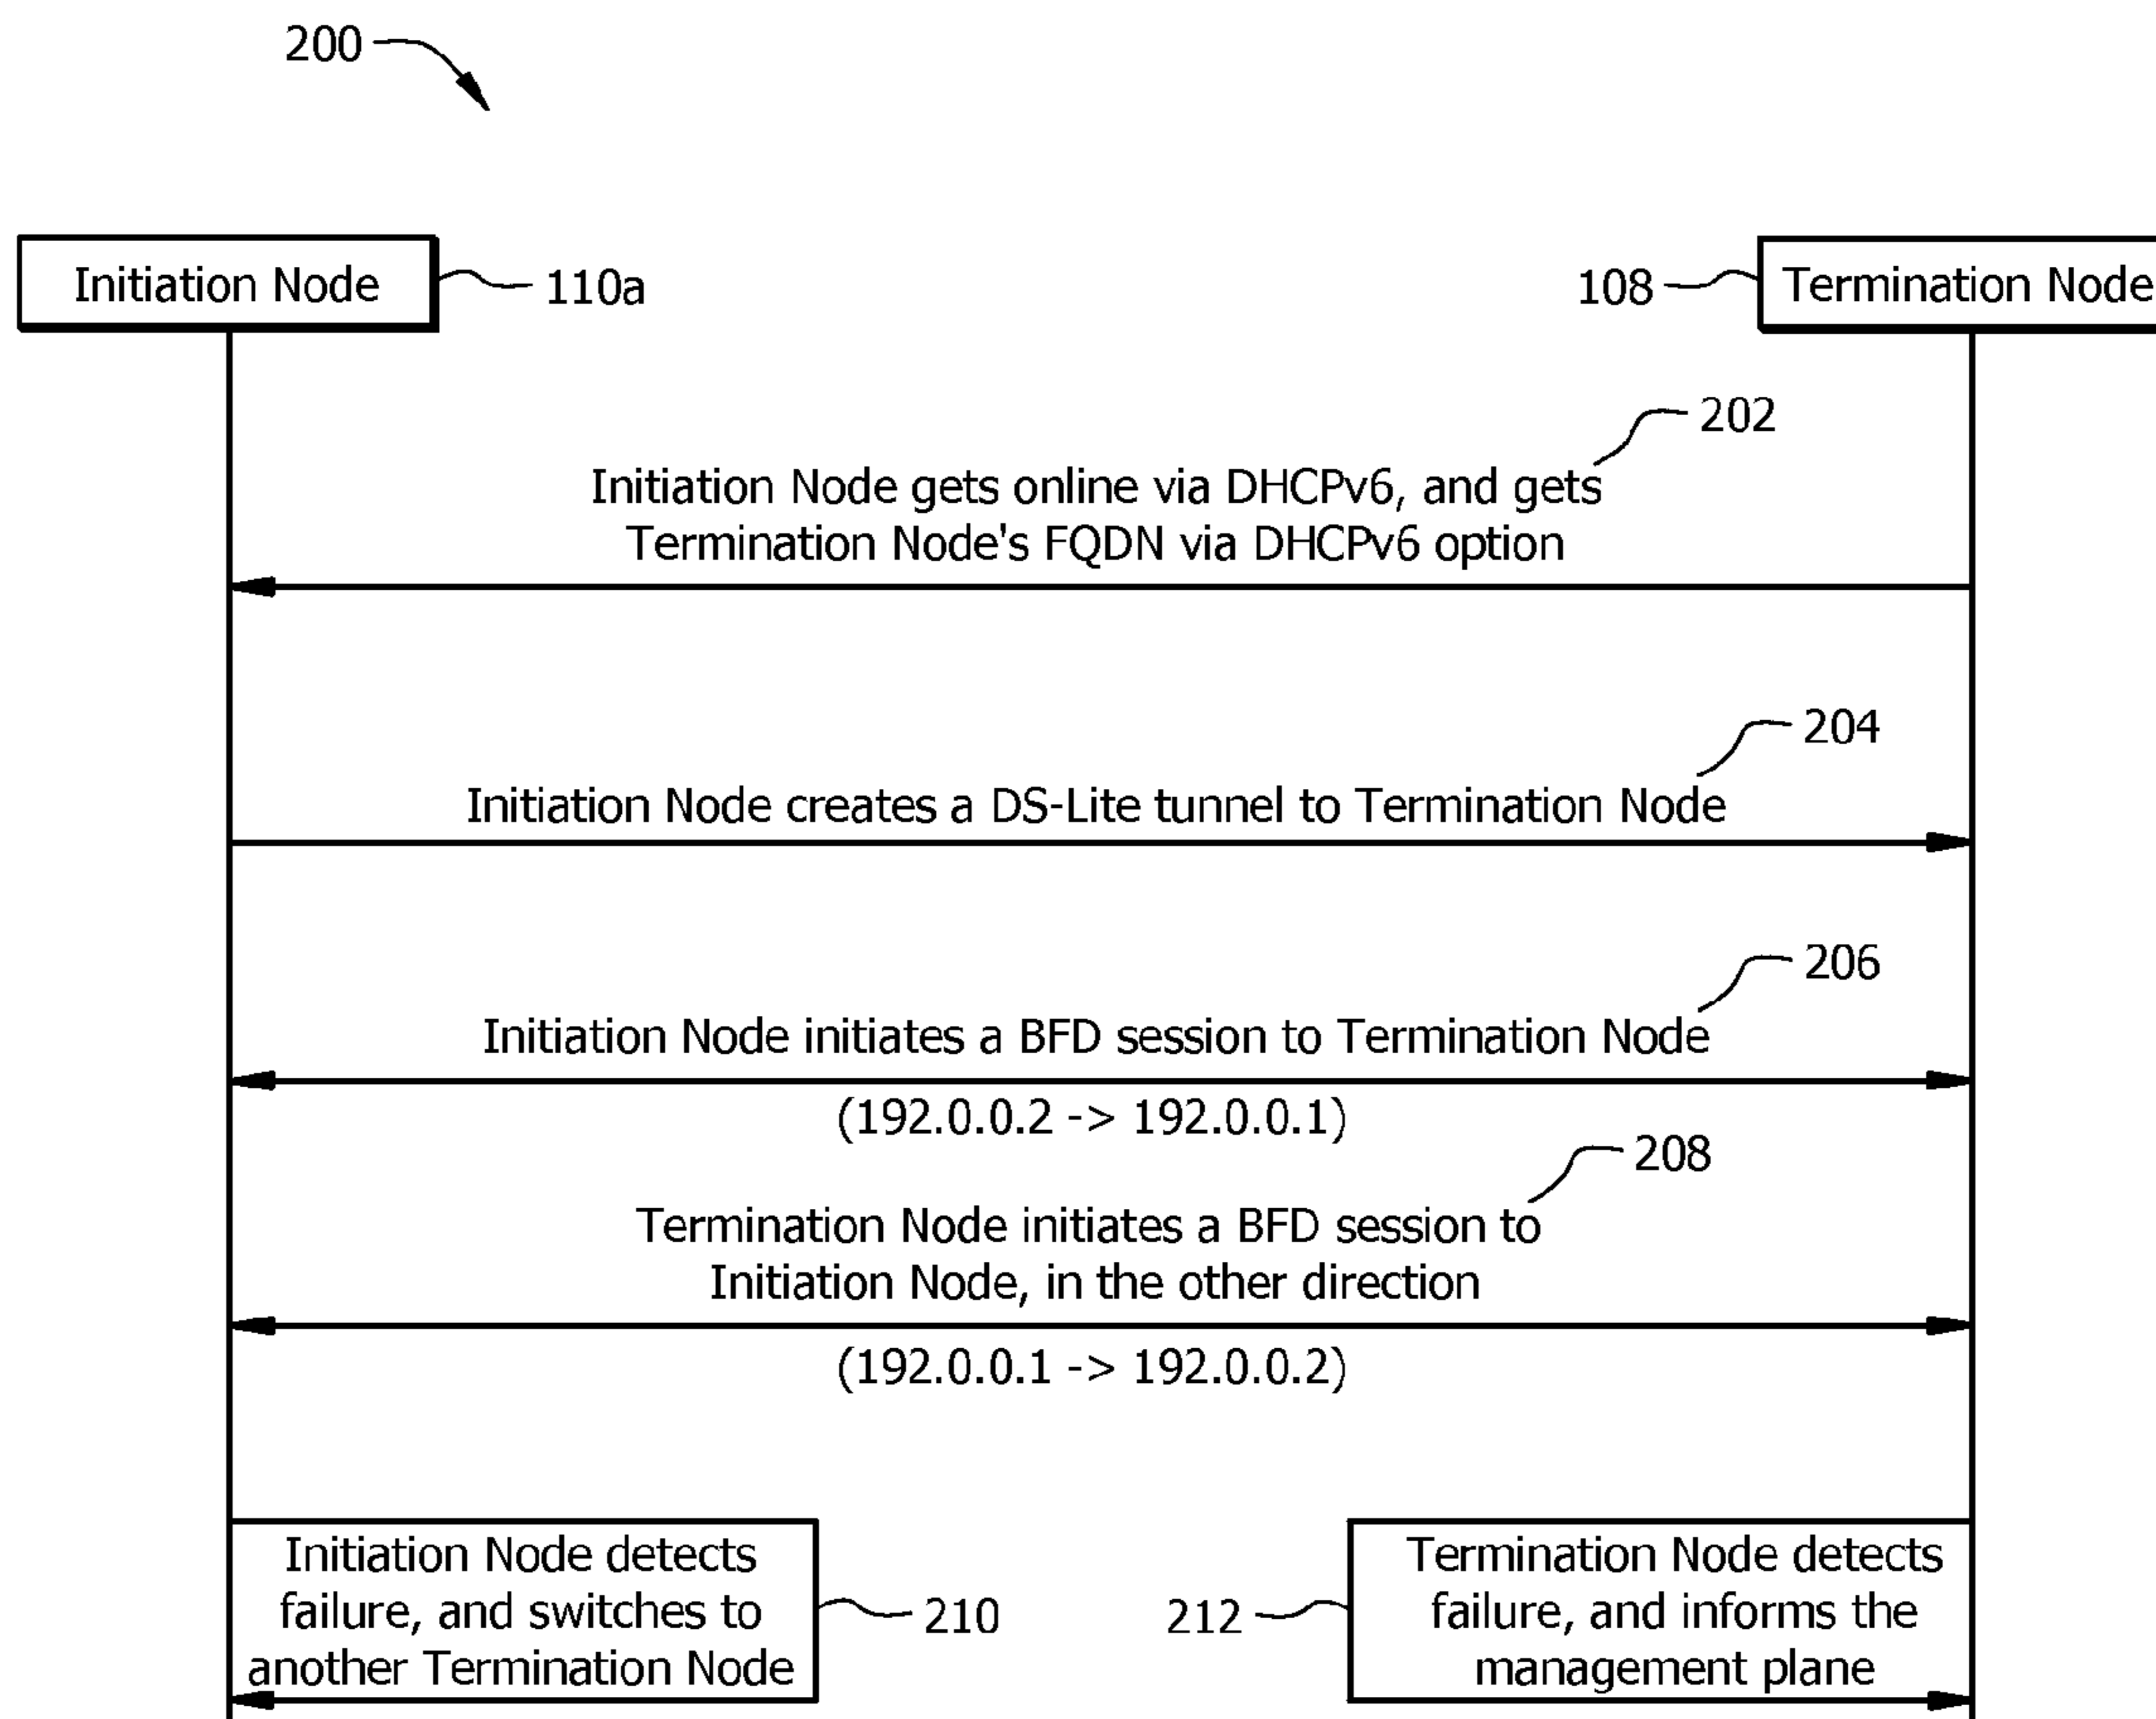 200
Initiation Node
110a
108
Termination Node
202
Initiation Node gets online via DHCPv6, and gets
Termination Node's FQDN via DHCPv6 option
204
Initiation Node creates a DS-Lite tunnel to Termination Node
206
Initiation Node initiates a BFD session to Termination Node
(192.0.0.2 -> 192.0.0.1)
208
Termination Node initiates a BFD session to
Initiation Node, in the other direction
(192.0.0.1 -> 192.0.0.2)
Initiation Node detects
failure, and switches to
another Termination Node
210
212
Termination Node detects
failure, and informs the
management plane